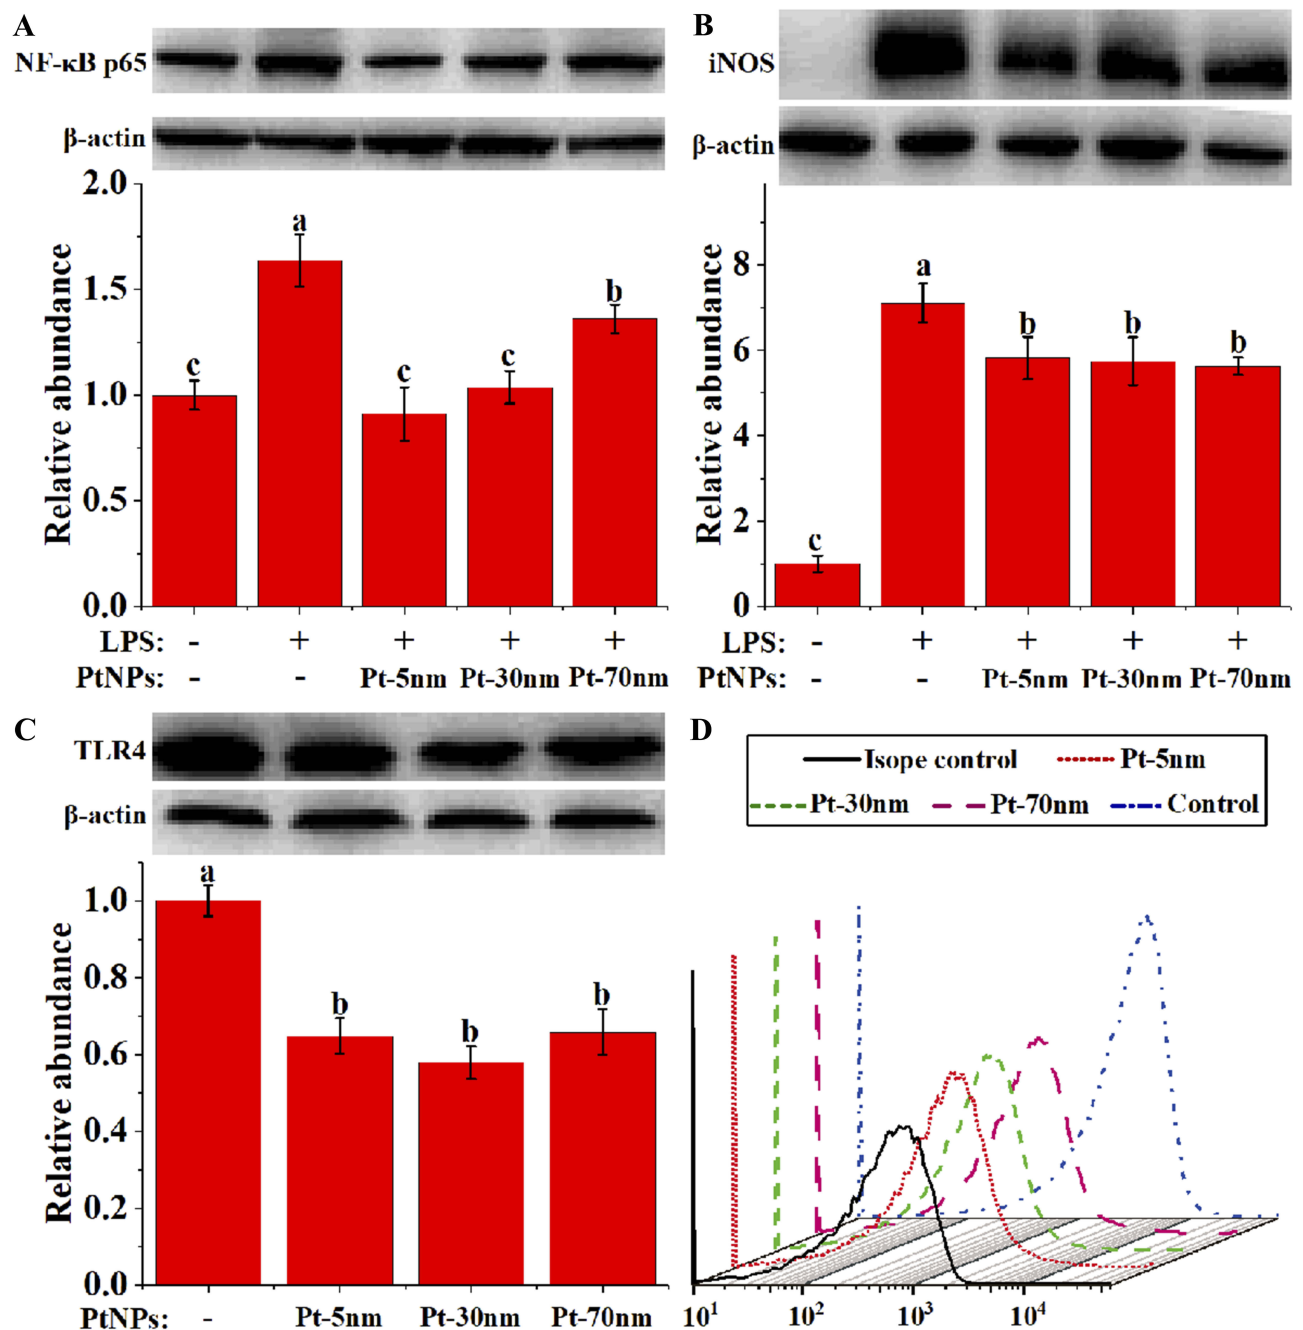 A
NF-κB p65
β-actin
2.0
1.5
1.0
0.5
0.0
Relative abundance
c
a
c
c
b
LPS: - + + + +
PtNPs: - - Pt-5nm Pt-30nm Pt-70nm
B
iNOS
β-actin
8
6
4
2
0
Relative abundance
c
a
b
b
b
LPS: - + + + +
PtNPs: - - Pt-5nm Pt-30nm Pt-70nm
C
TLR4
β-actin
1.0
0.8
0.6
0.4
0.2
0.0
Relative abundance
a
b
b
b
PtNPs: - Pt-5nm Pt-30nm Pt-70nm
D
Isope control Pt-5nm
Pt-30nm Pt-70nm Control
10¹ 10² 10³ 10⁴